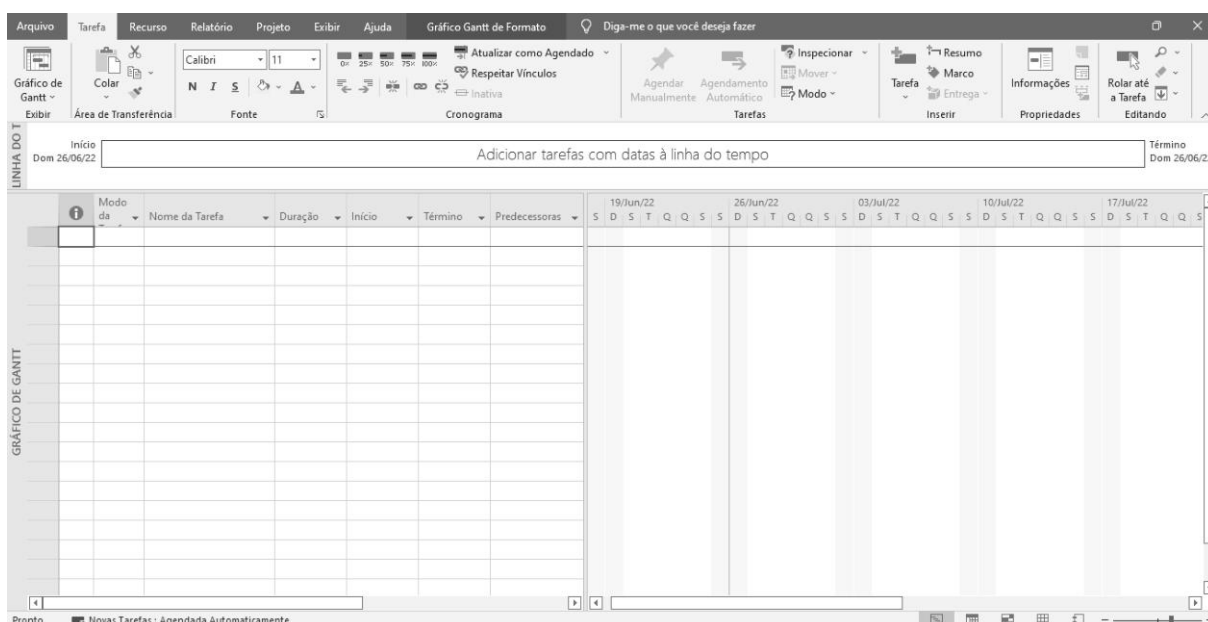 Arquivo Tarefa Recurso Relatório Projeto Exibir Ajuda Gráfico Gantt de Formato Diga-me o que você deseja fazer
Gráfico de Gantt
Exibir
Colar
Área de Transferência
Calibri 11
N I S A
Fonte
0% 25% 50% 75% 100%
Atualizar como Agendado
Respeitar Vínculos
Inativa
Cronograma
Agendar Manualmente
Agendamento Automático
Inspecionar
Mover
Modo
Tarefas
Tarefa
Resumo
Marco
Entrega
Inserir
Informações
Propriedades
Rolar até a Tarefa
Editando
LINHA DO T
Início
Dom 26/06/22
Adicionar tarefas com datas à linha do tempo
Término
Dom 26/06/2
Modo da Nome da Tarefa Duração Início Término Predecessoras
19/Jun/22 26/Jun/22 03/Jul/22 10/Jul/22 17/Jul/22
S D S T Q Q S S D S T Q Q S S D S T Q Q S S D S T Q Q S S D S T Q Q S
GRÁFICO DE GANTT
Pronto Novas Tarefas : Agendada Automaticamente